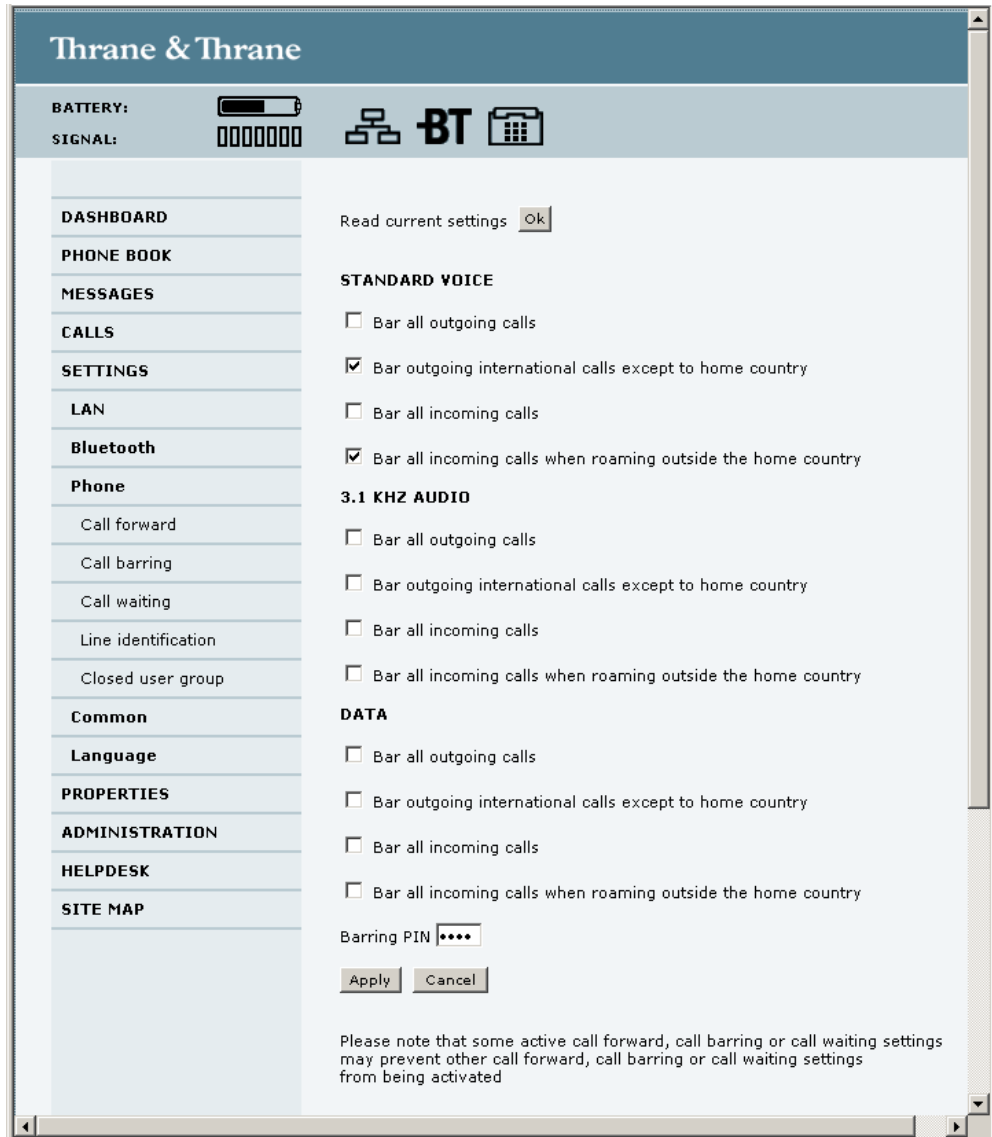 Thrane & Thrane
BATTERY:
SIGNAL:
BT
DASHBOARD
PHONE BOOK
MESSAGES
CALLS
SETTINGS
LAN
Bluetooth
Phone
Call forward
Call barring
Call waiting
Line identification
Closed user group
Common
Language
PROPERTIES
ADMINISTRATION
HELPDESK
SITE MAP
Read current settings Ok
STANDARD VOICE
Bar all outgoing calls
Bar outgoing international calls except to home country
Bar all incoming calls
Bar all incoming calls when roaming outside the home country
3.1 KHZ AUDIO
Bar all outgoing calls
Bar outgoing international calls except to home country
Bar all incoming calls
Bar all incoming calls when roaming outside the home country
DATA
Bar all outgoing calls
Bar outgoing international calls except to home country
Bar all incoming calls
Bar all incoming calls when roaming outside the home country
Barring PIN ••••
Apply Cancel
Please note that some active call forward, call barring or call waiting settings
may prevent other call forward, call barring or call waiting settings
from being activated